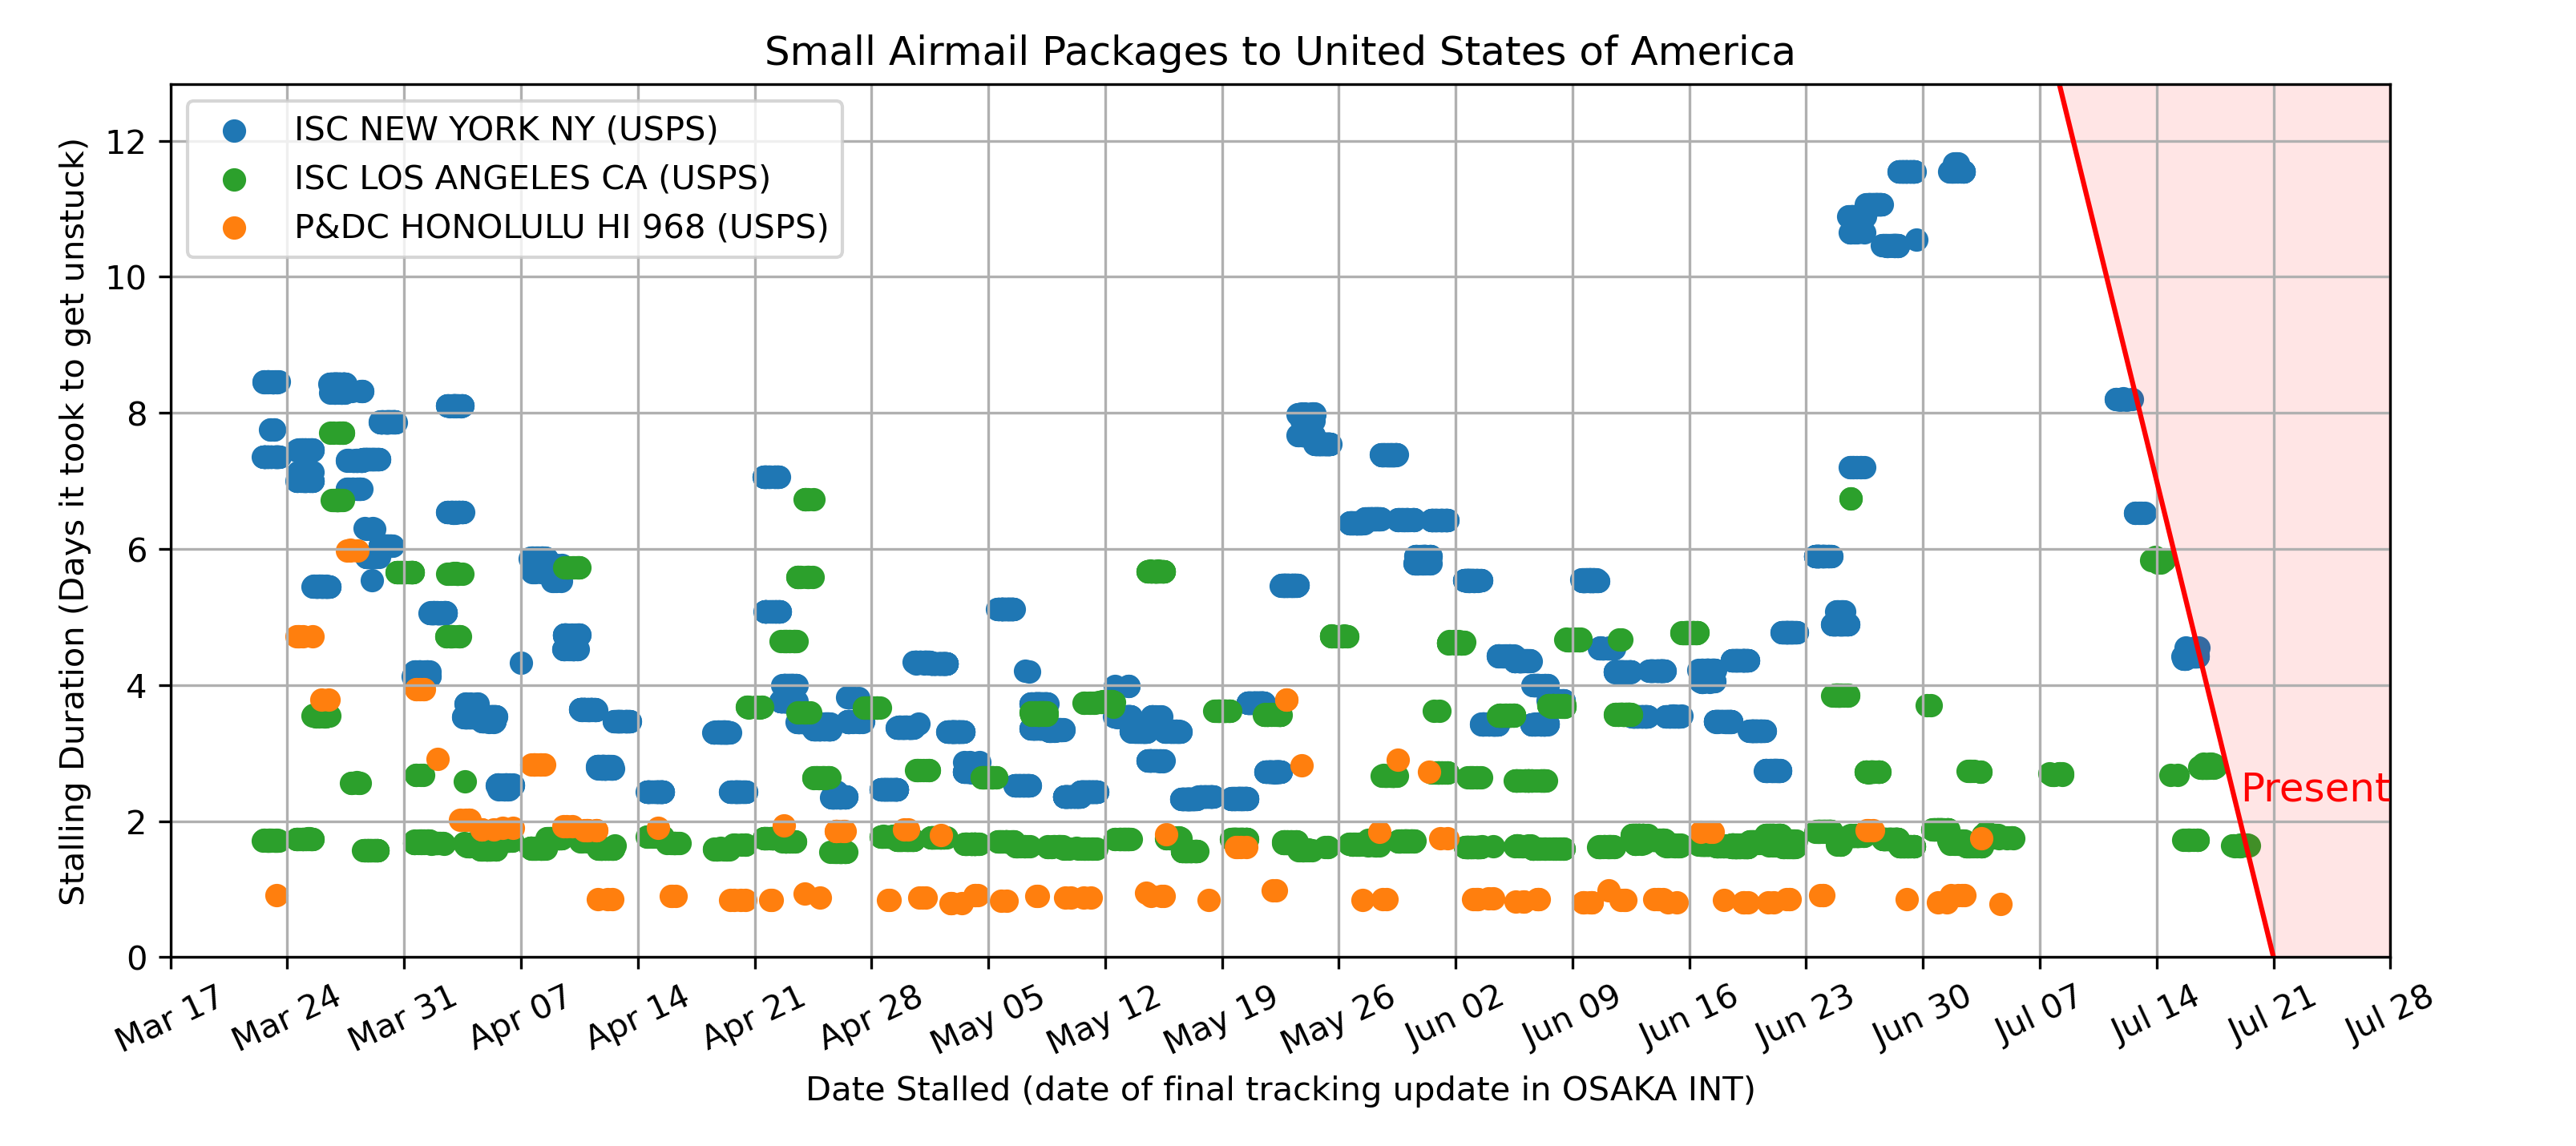 Small Airmail Packages to United States of America
ISC NEW YORK NY (USPS)
ISC LOS ANGELES CA (USPS)
P&DC HONOLULU HI 968 (USPS)
Stalling Duration (Days it took to get unstuck)
12
10
8
6
4
2
0
Present
Mar 17 Mar 24 Mar 31 Apr 07 Apr 14 Apr 21 Apr 28 May 05 May 12 May 19 May 26 Jun 02 Jun 09 Jun 16 Jun 23 Jun 30 Jul 07 Jul 14 Jul 21 Jul 28
Date Stalled (date of final tracking update in OSAKA INT)